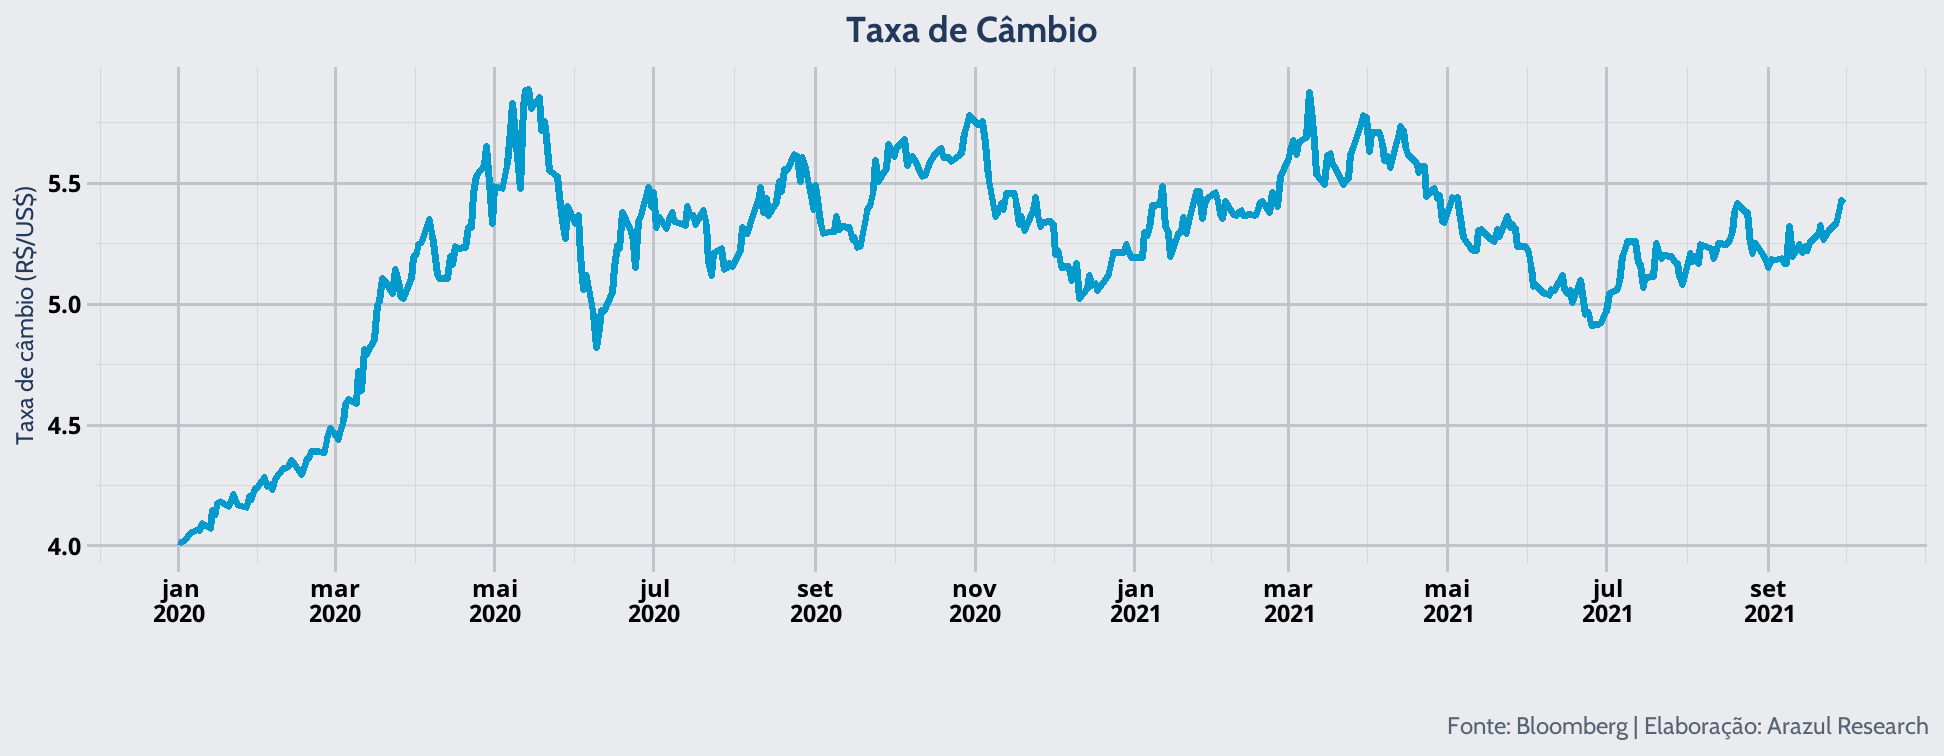 Taxa de Câmbio
Taxa de câmbio (R$/US$)
5.5
5.0
4.5
4.0
jan mar mai jul set nov jan mar mai jul set
2020 2020 2020 2020 2020 2020 2021 2021 2021 2021 2021
Fonte: Bloomberg | Elaboração: Arazul Research